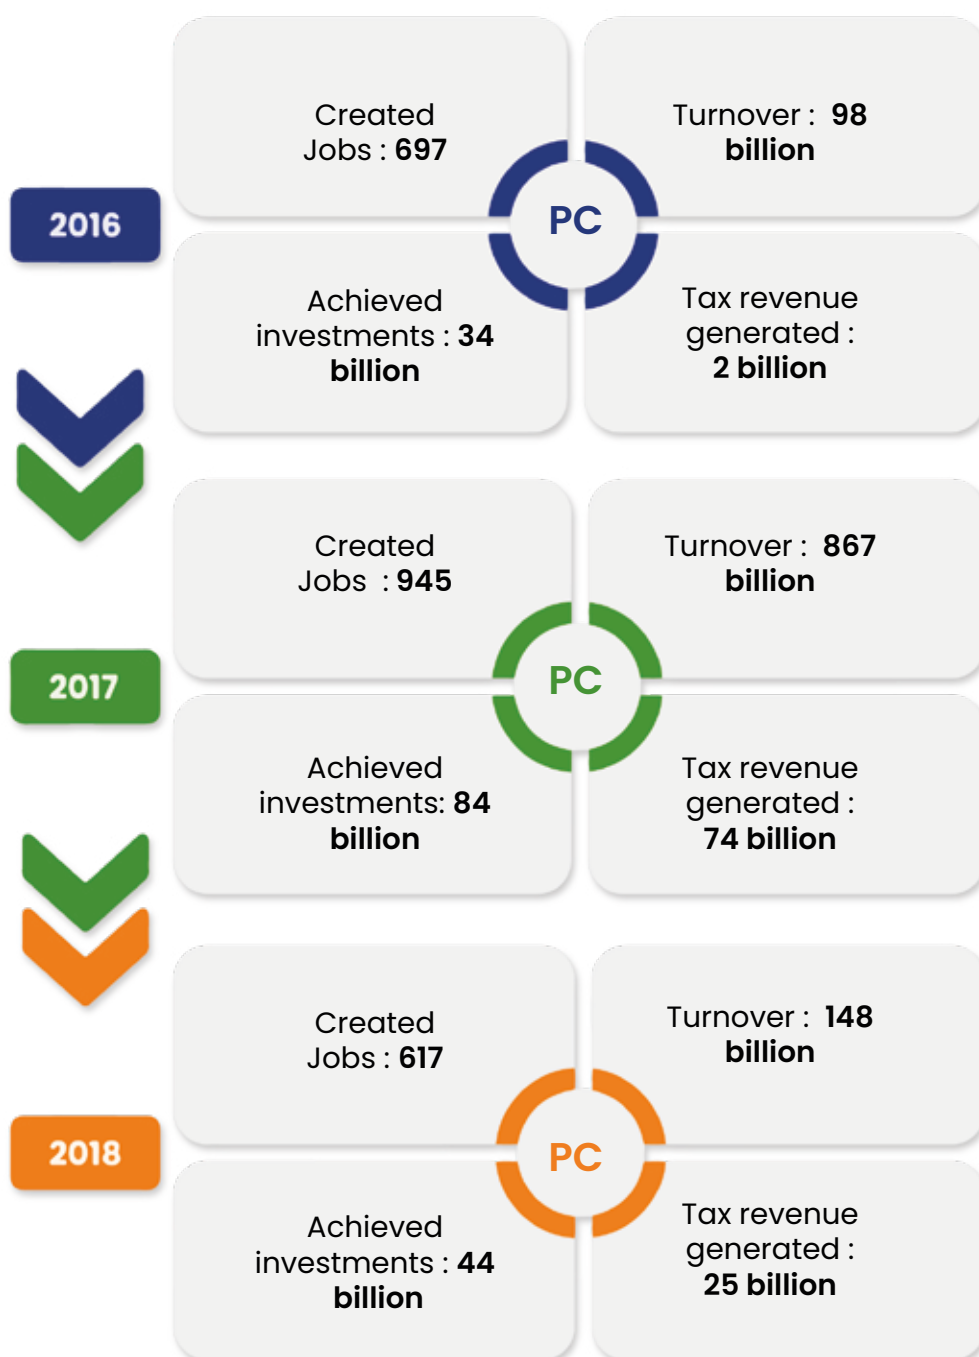 Created
Jobs : 697
Turnover : 98
billion
2016
PC
Achieved
investments : 34
billion
Tax revenue
generated :
2 billion
Created
Jobs : 945
Turnover : 867
billion
2017
PC
Achieved
investments: 84
billion
Tax revenue
generated :
74 billion
Created
Jobs : 617
Turnover : 148
billion
2018
PC
Achieved
investments : 44
billion
Tax revenue
generated :
25 billion